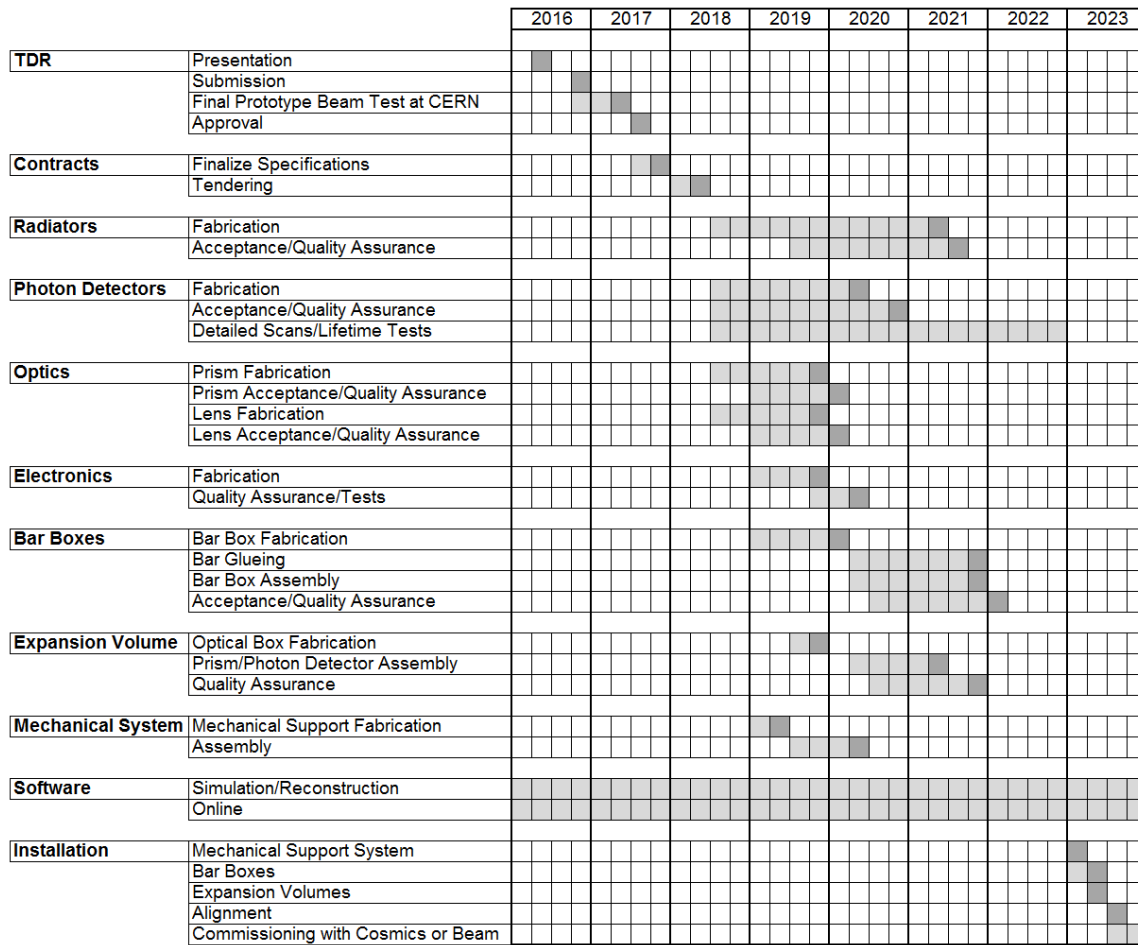 2016 2017 2018 2019 2020 2021 2022 2023
TDR Presentation
Submission
Final Prototype Beam Test at CERN
Approval
Contracts Finalize Specifications
Tendering
Radiators Fabrication
Acceptance/Quality Assurance
Photon Detectors Fabrication
Acceptance/Quality Assurance
Detailed Scans/Lifetime Tests
Optics Prism Fabrication
Prism Acceptance/Quality Assurance
Lens Fabrication
Lens Acceptance/Quality Assurance
Electronics Fabrication
Quality Assurance/Tests
Bar Boxes Bar Box Fabrication
Bar Glueing
Bar Box Assembly
Acceptance/Quality Assurance
Expansion Volume Optical Box Fabrication
Prism/Photon Detector Assembly
Quality Assurance
Mechanical System Mechanical Support Fabrication
Assembly
Software Simulation/Reconstruction
Online
Installation Mechanical Support System
Bar Boxes
Expansion Volumes
Alignment
Commissioning with Cosmics or Beam